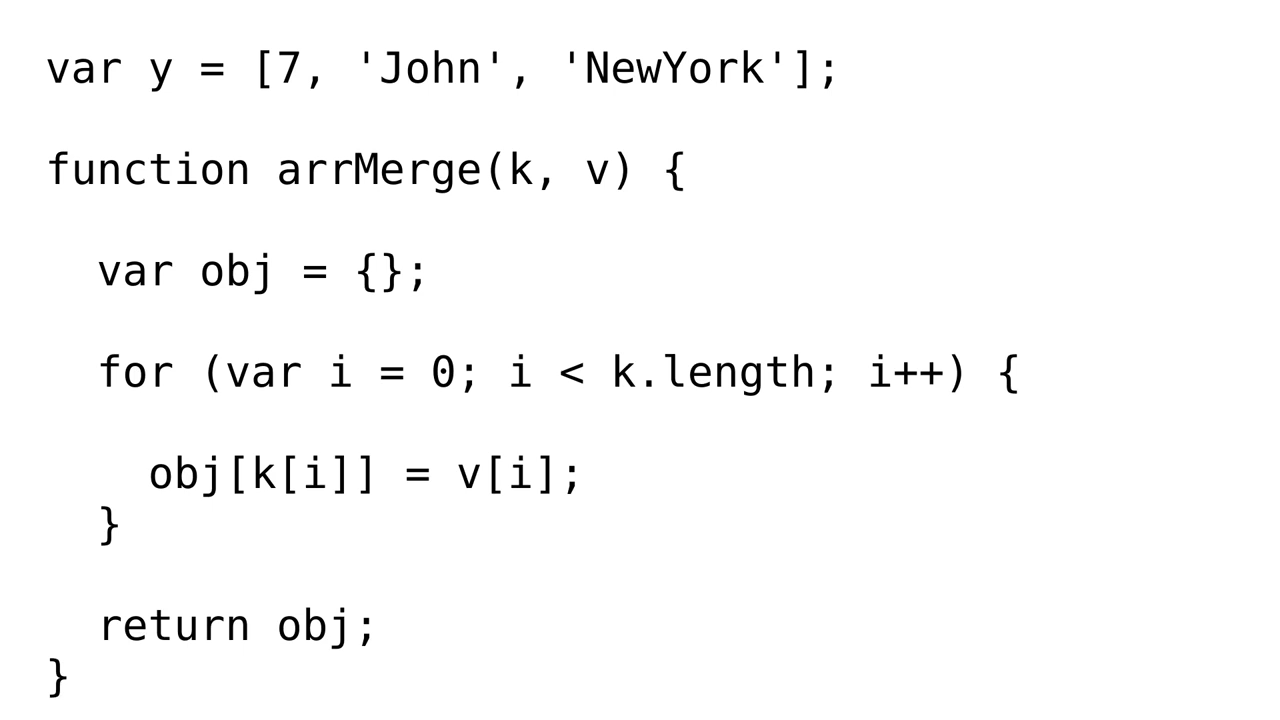 var y = [7, 'John', 'NewYork'];
function arrMerge(k, v) {
  var obj = {};
  for (var i = 0; i < k.length; i++) {
    obj[k[i]] = v[i];
  }
  return obj;
}